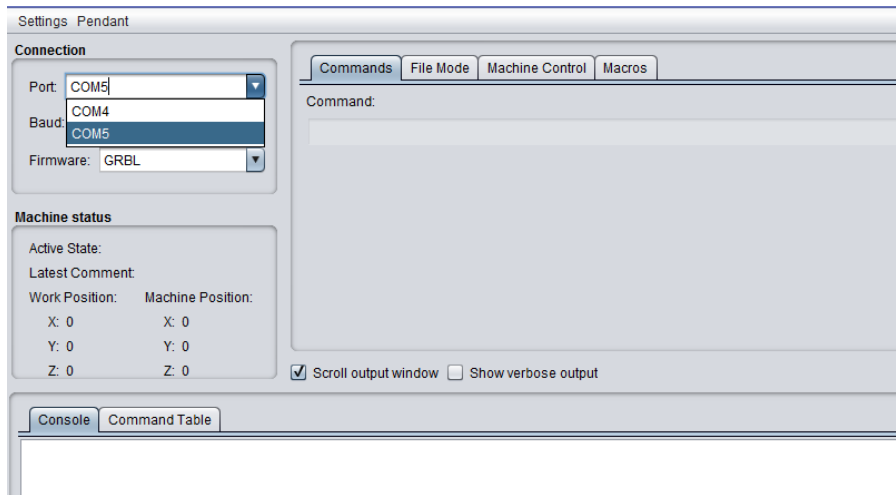 Settings Pendant
Connection
Port: COM5
COM4
COM5
Baud:
Firmware: GRBL
Machine status
Active State:
Latest Comment:
Work Position: Machine Position:
X: 0 X: 0
Y: 0 Y: 0
Z: 0 Z: 0
Commands File Mode Machine Control Macros
Command:
Scroll output window Show verbose output
Console Command Table